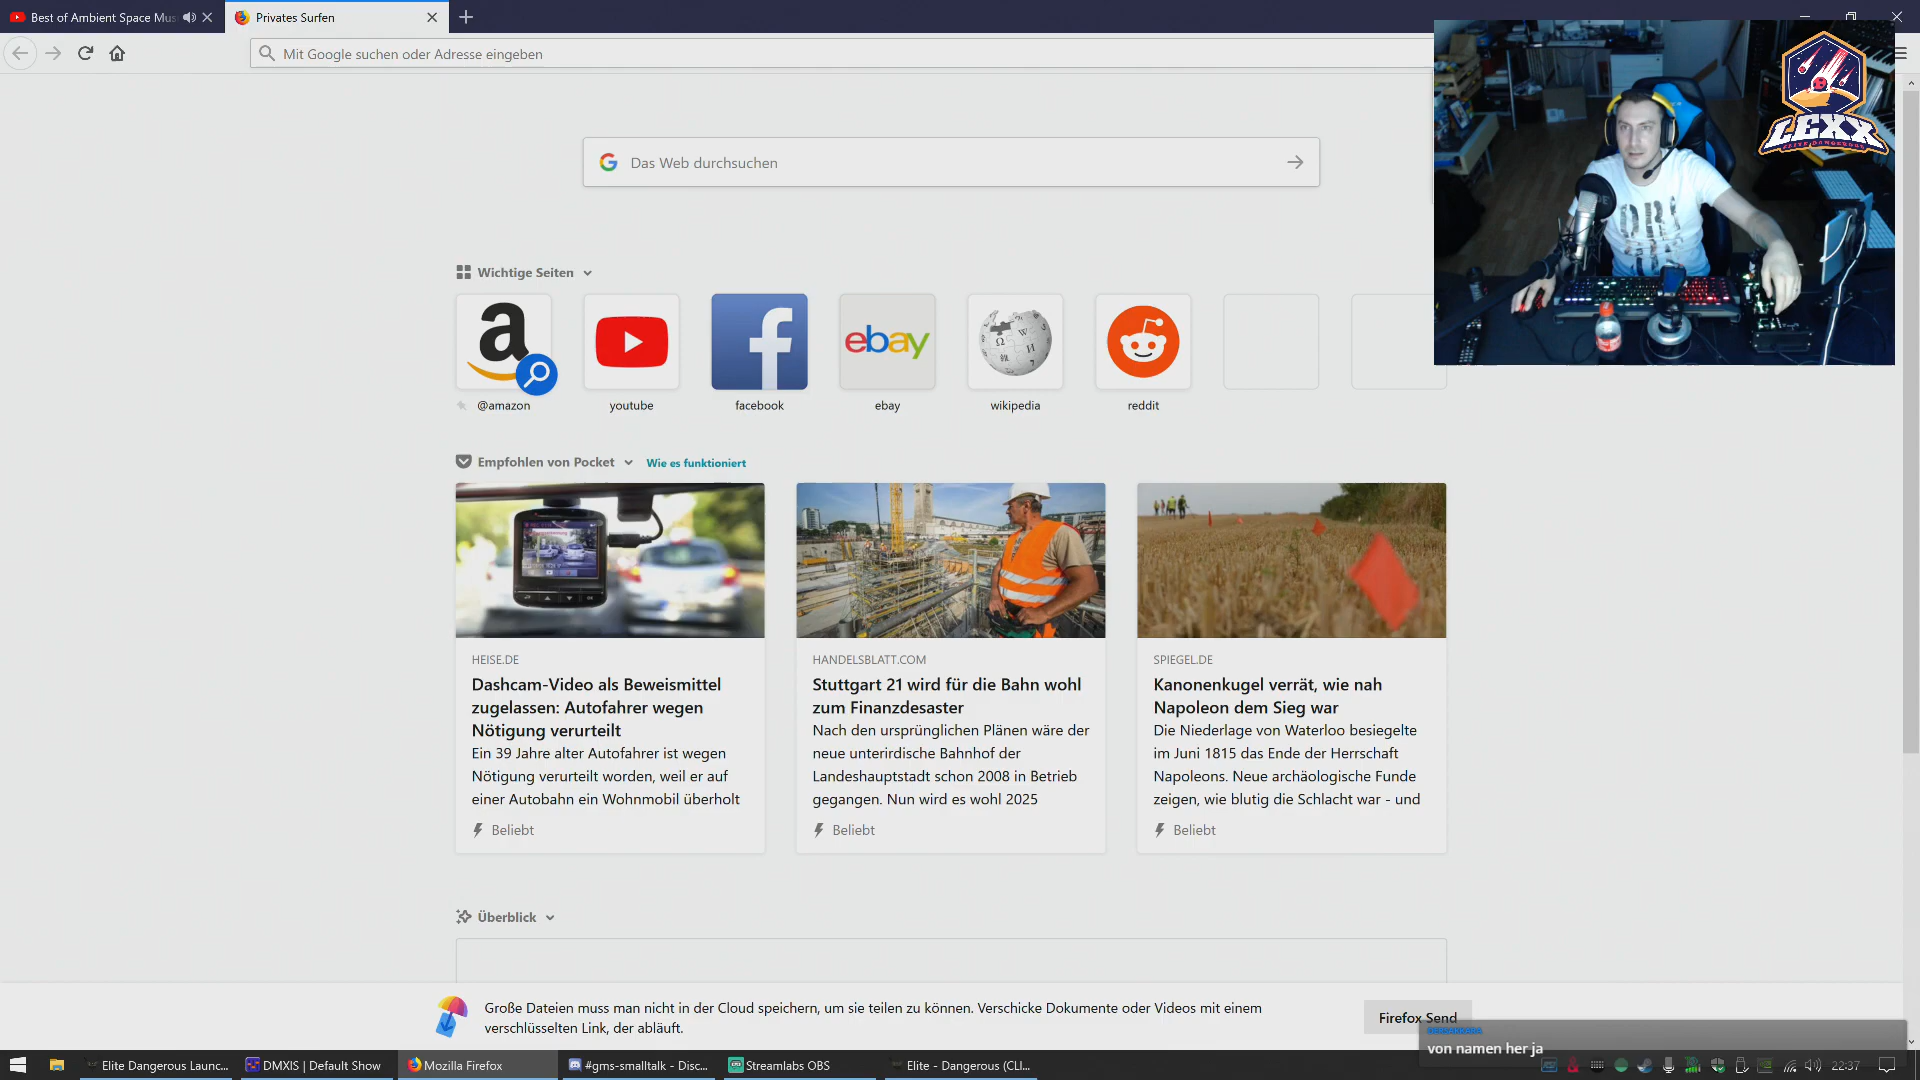 Best of Ambient Space Mus
Privates Surfen
Mit Google suchen oder Adresse eingeben
LEXX
ELITE DANGEROUS
Das Web durchsuchen
Wichtige Seiten
ebay
@amazon
youtube
facebook
ebay
wikipedia
reddit
Empfohlen von Pocket
Wie es funktioniert
HEISE.DE
Dashcam-Video als Beweismittel
zugelassen: Autofahrer wegen
Nötigung verurteilt
Ein 39 Jahre alter Autofahrer ist wegen
Nötigung verurteilt worden, weil er auf
einer Autobahn ein Wohnmobil überholt
Beliebt
HANDELSBLATT.COM
Stuttgart 21 wird für die Bahn wohl
zum Finanzdesaster
Nach den ursprünglichen Plänen wäre der
neue unterirdische Bahnhof der
Landeshauptstadt schon 2008 in Betrieb
gegangen. Nun wird es wohl 2025
Beliebt
SPIEGEL.DE
Kanonenkugel verrät, wie nah
Napoleon dem Sieg war
Die Niederlage von Waterloo besiegelte
im Juni 1815 das Ende der Herrschaft
Napoleons. Neue archäologische Funde
zeigen, wie blutig die Schlacht war - und
Beliebt
Überblick
Große Dateien muss man nicht in der Cloud speichern, um sie teilen zu können. Verschicke Dokumente oder Videos mit einem
verschlüsselten Link, der abläuft.
Firefox Send
von namen her ja
Elite Dangerous Launc...
DMXIS | Default Show
Mozilla Firefox
#gms-smalltalk - Disc...
Streamlabs OBS
Elite - Dangerous (CLI...
22:37